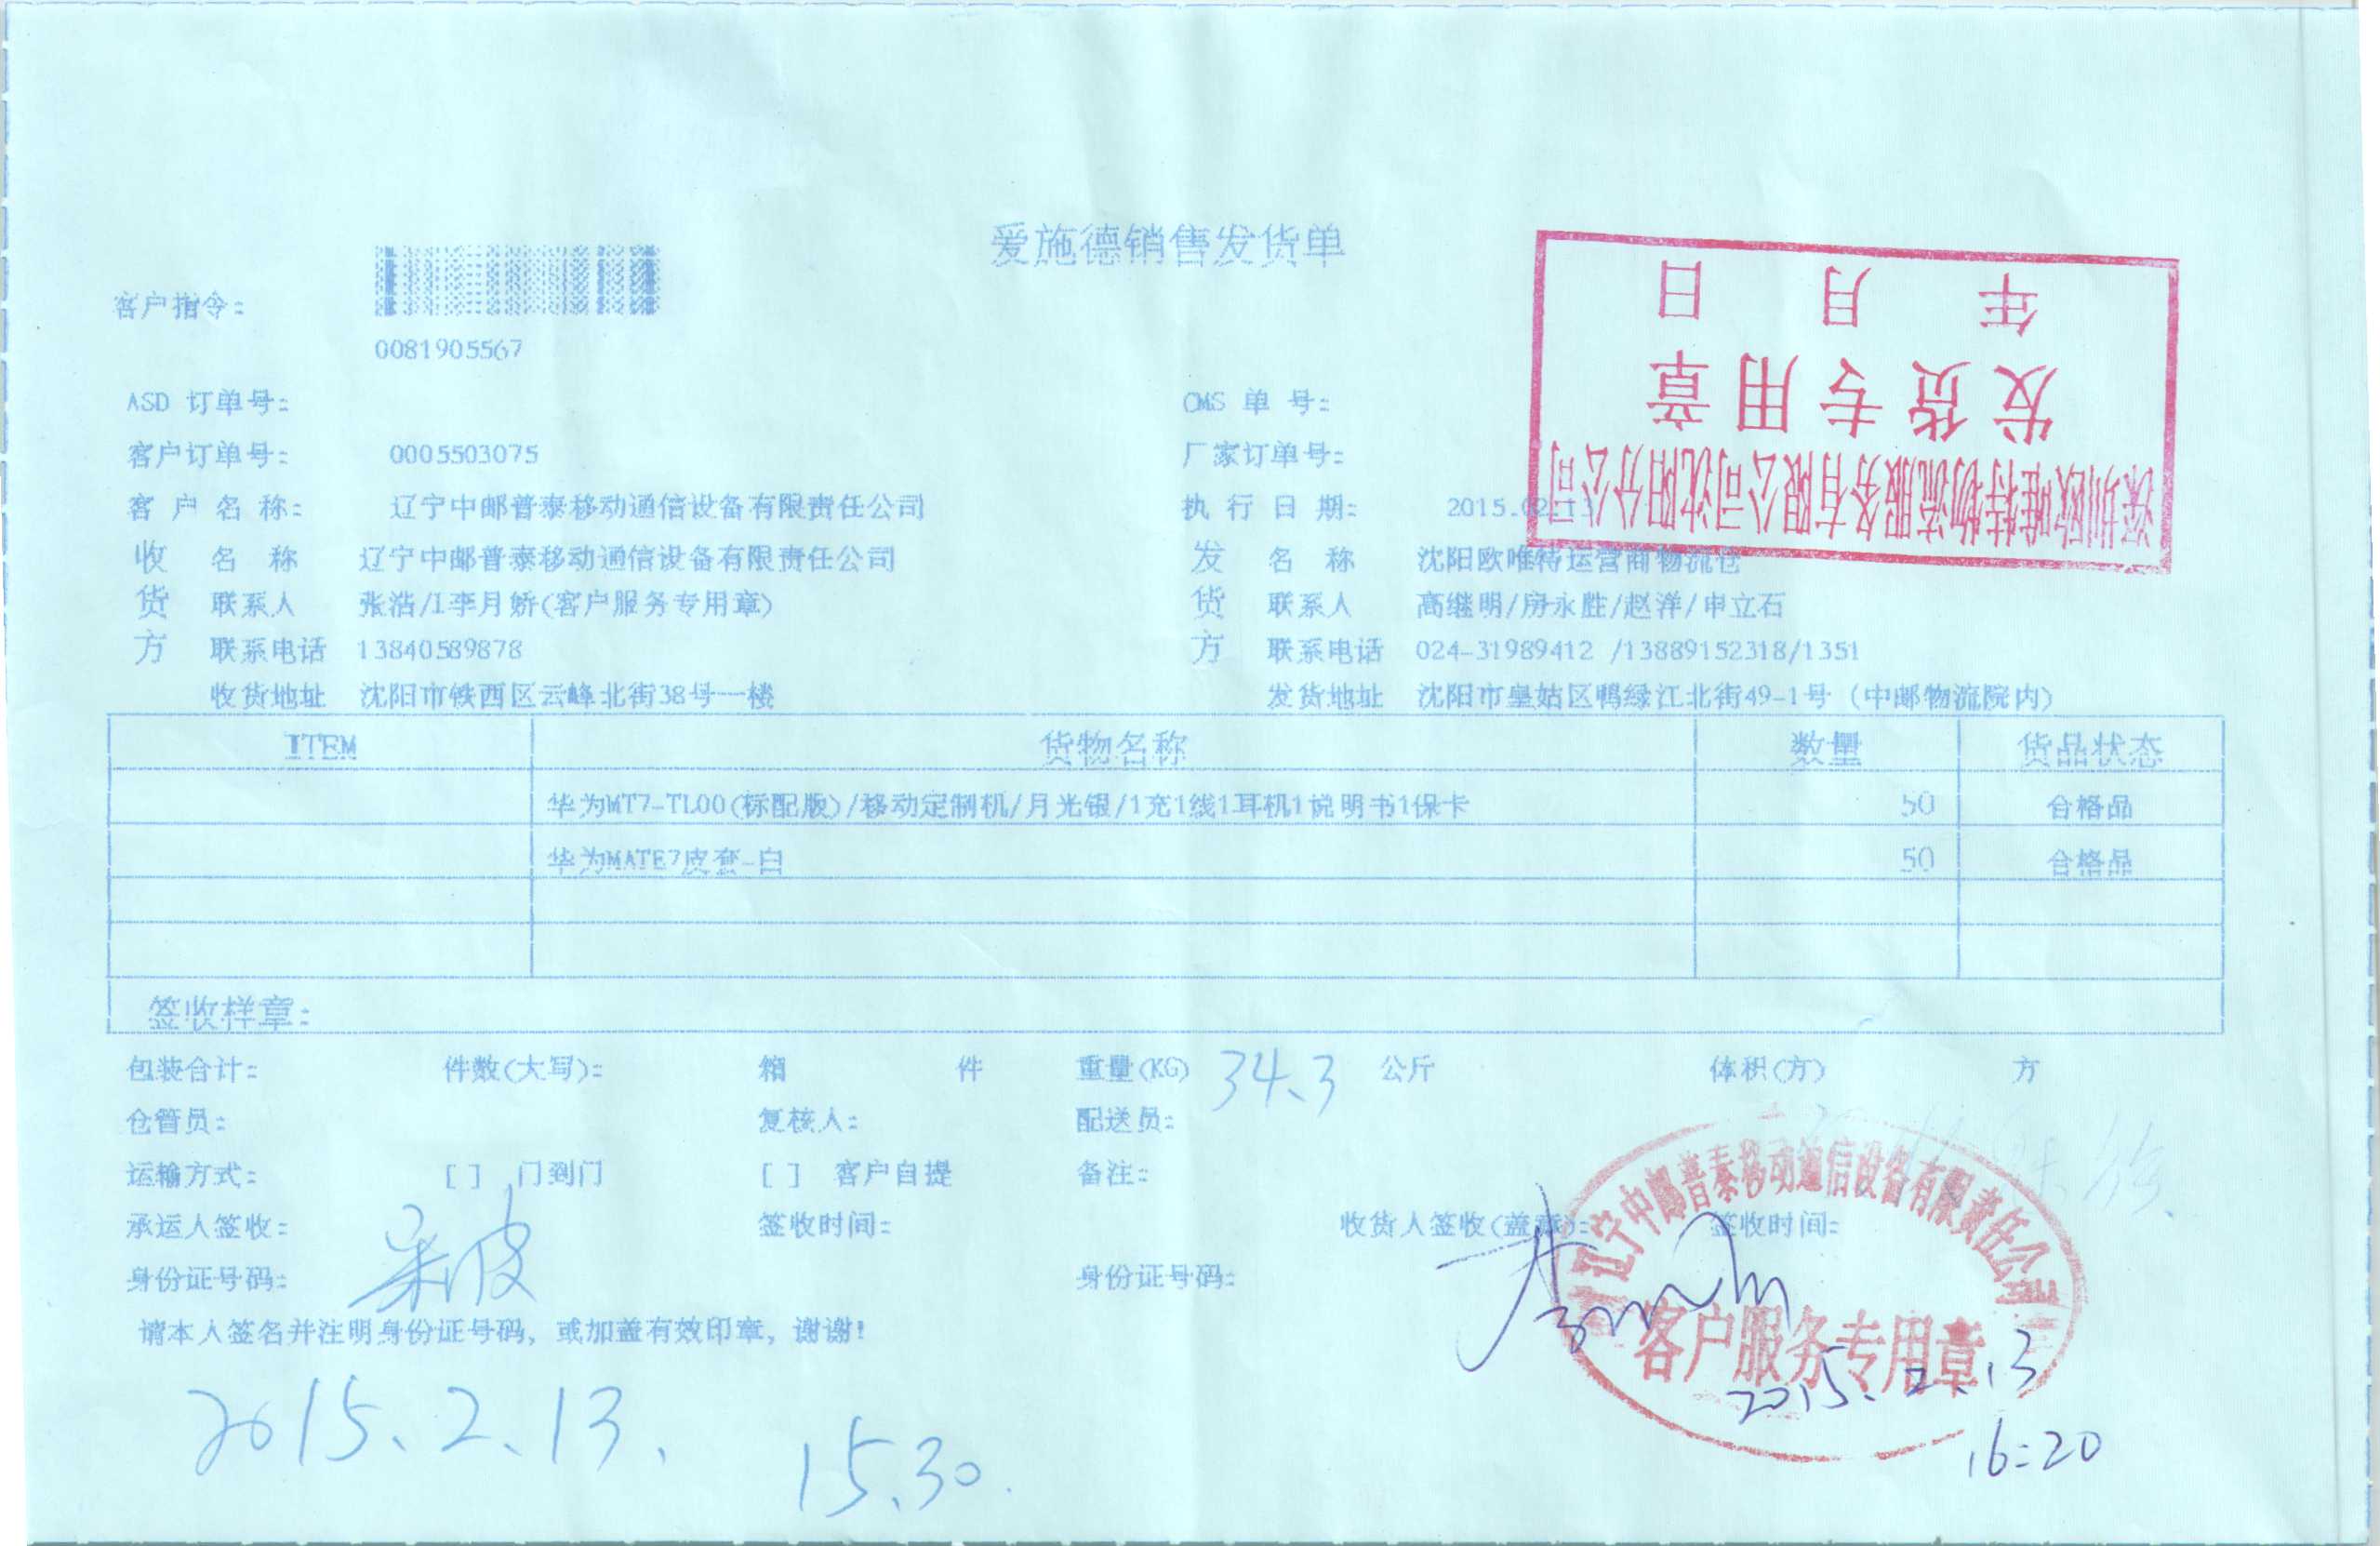 爱施德销售发货单
客户指令:
0081905567
年 月 日
发货专用章
深圳欧唯特物流服务有限公司沈阳分公司
ASD 订单号: CMS 单 号:
客户订单号: 0005503075 厂家订单号:
客 户 名 称: 辽宁中邮普泰移动通信设备有限责任公司 执 行 日 期: 2015.02.13
收 名 称 辽宁中邮普泰移动通信设备有限责任公司 发 名 称 沈阳欧唯特运营商物流仓
货 联系人 张浩/1李月娇(客户服务专用章) 货 联系人 高继明/房永胜/赵洋/申立石
方 联系电话 13840589878 方 联系电话 024-31989412 /13889152318/1351
收货地址 沈阳市铁西区云峰北街38号一楼 发货地址 沈阳市皇姑区鸭绿江北街49-1号 (中邮物流院内)
ITEM 货物名称 数量 货品状态
华为MT7-TL00(标配版)/移动定制机/月光银/1充1线1耳机1说明书1保卡 50 合格品
华为MATE7皮套-白 50 合格品
签收样章:
包装合计: 件数(大写): 箱 件 重量(KG) 34.3 公斤 体积(方) 方
仓管员: 复核人: 配送员:
运输方式: [ ] 门到门 [ ] 客户自提 备注:
承运人签收: 签收时间: 收货人签收(盖章): 签收时间:
身份证号码: 身份证号码:
请本人签名并注明身份证号码, 或加盖有效印章, 谢谢!
辽宁中邮普泰移动通信设备有限责任公司
客户服务专用章
2015.2.13
16:20
2015.2.13.
15.30.